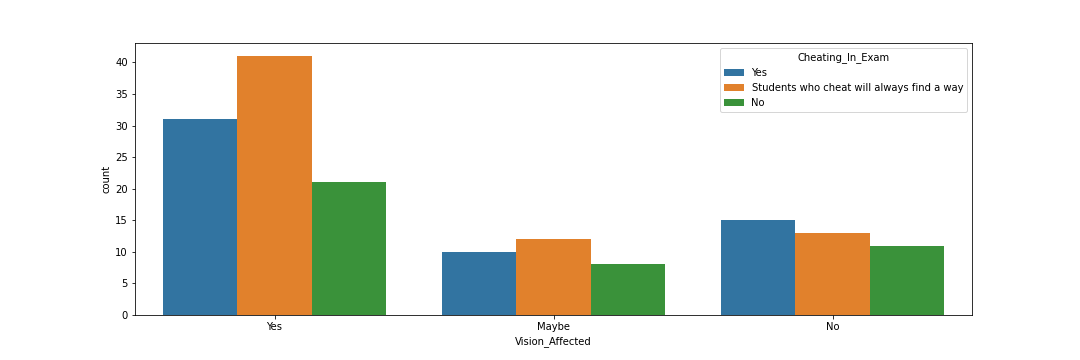 Cheating_In_Exam
Yes
Students who cheat will always find a way
No
count
40
35
30
25
20
15
10
5
0
Yes
Maybe
No
Vision_Affected